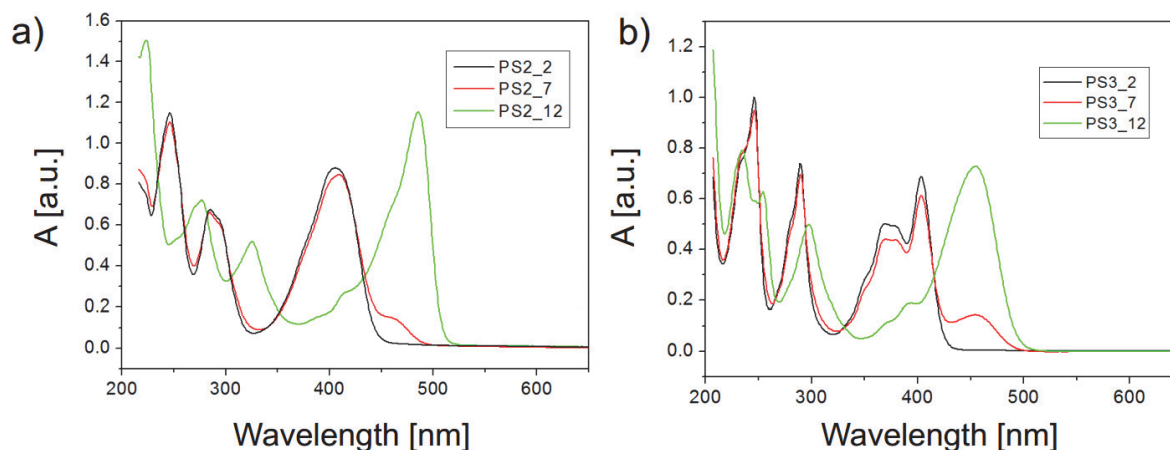 a)
1.6
1.4
1.2
1.0
0.8
0.6
0.4
0.2
0.0
A [a.u.]
PS2_2
PS2_7
PS2_12
200 300 400 500 600
Wavelength [nm]
b)
1.2
1.0
0.8
0.6
0.4
0.2
0.0
A [a.u.]
PS3_2
PS3_7
PS3_12
200 300 400 500 600
Wavelength [nm]